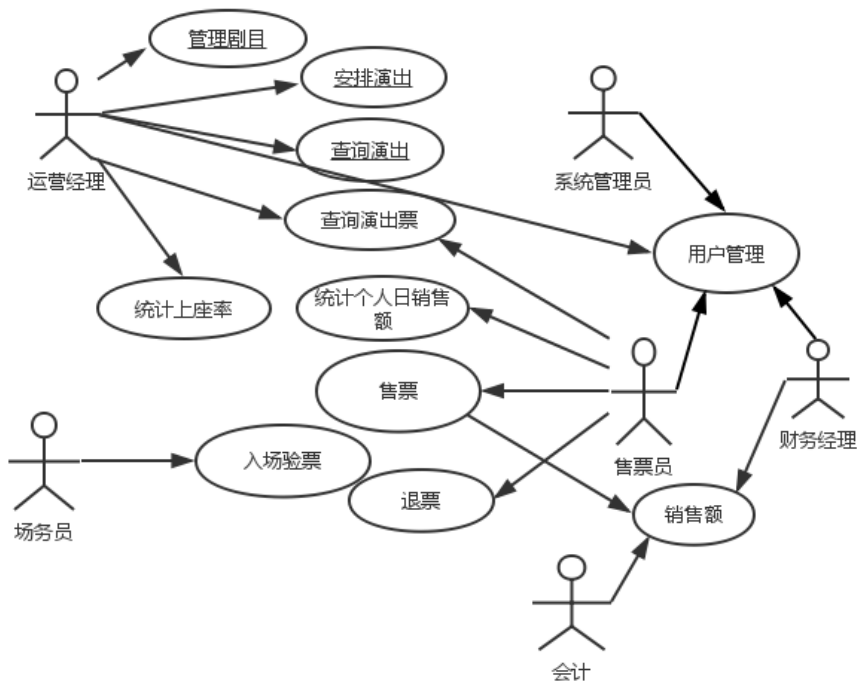 管理剧目
安排演出
查询演出
运营经理
系统管理员
查询演出票
用户管理
统计上座率
统计个人日销售
额
售票
财务经理
入场验票
售票员
退票
销售额
场务员
会计